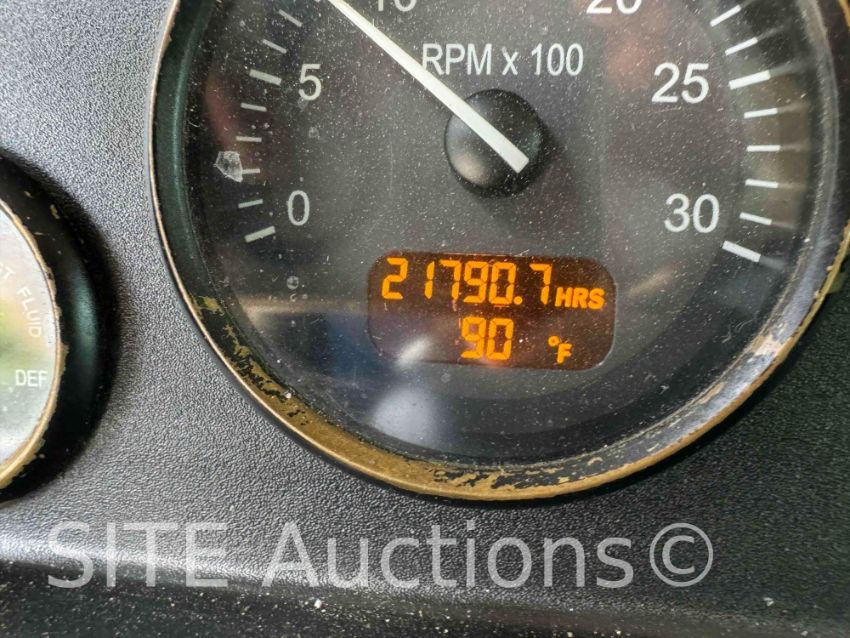 10
20
RPM x 100
5
25
0
30
21790.7 HRS
90 °F
FLUID
DEF
SITE Auctions©